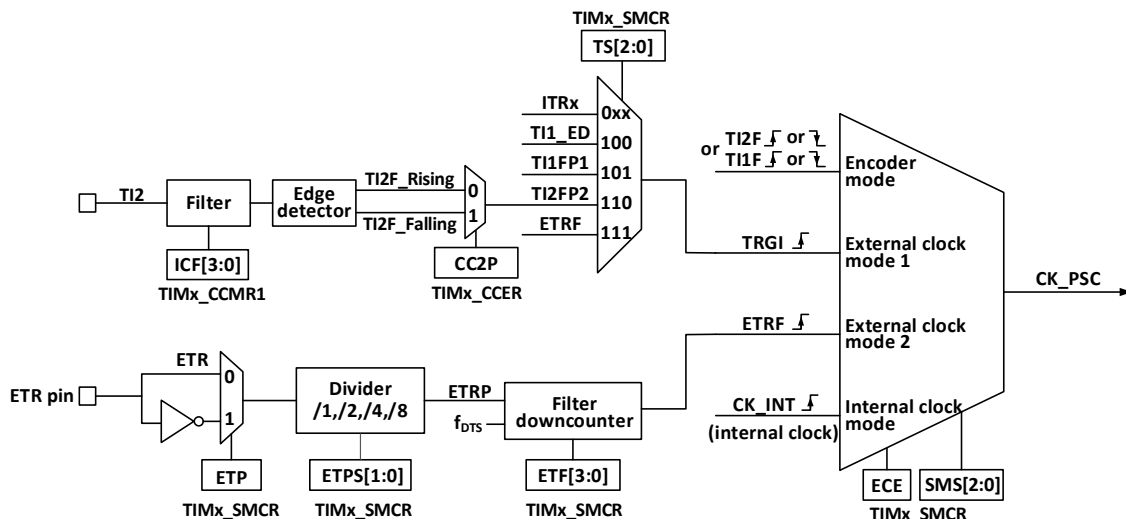 TIMx_SMCR
TS[2:0]
ITRx
0xx
TI1_ED
100
TI1FP1
101
TI2FP2
110
ETRF
111
TI2
Filter
Edge
detector
TI2F_Rising
TI2F_Falling
0
1
ICF[3:0]
TIMx_CCMR1
CC2P
TIMx_CCER
TI2F or
or TI1F or
Encoder
mode
TRGI
External clock
mode 1
CK_PSC
ETRF
External clock
mode 2
CK_INT
(internal clock)
Internal clock
mode
ETR pin
ETR
0
1
Divider
/1,/2,/4,/8
ETRP
fDTS
Filter
downcounter
ETP
TIMx_SMCR
ETPS[1:0]
TIMx_SMCR
ETF[3:0]
TIMx_SMCR
ECE
SMS[2:0]
TIMx_SMCR